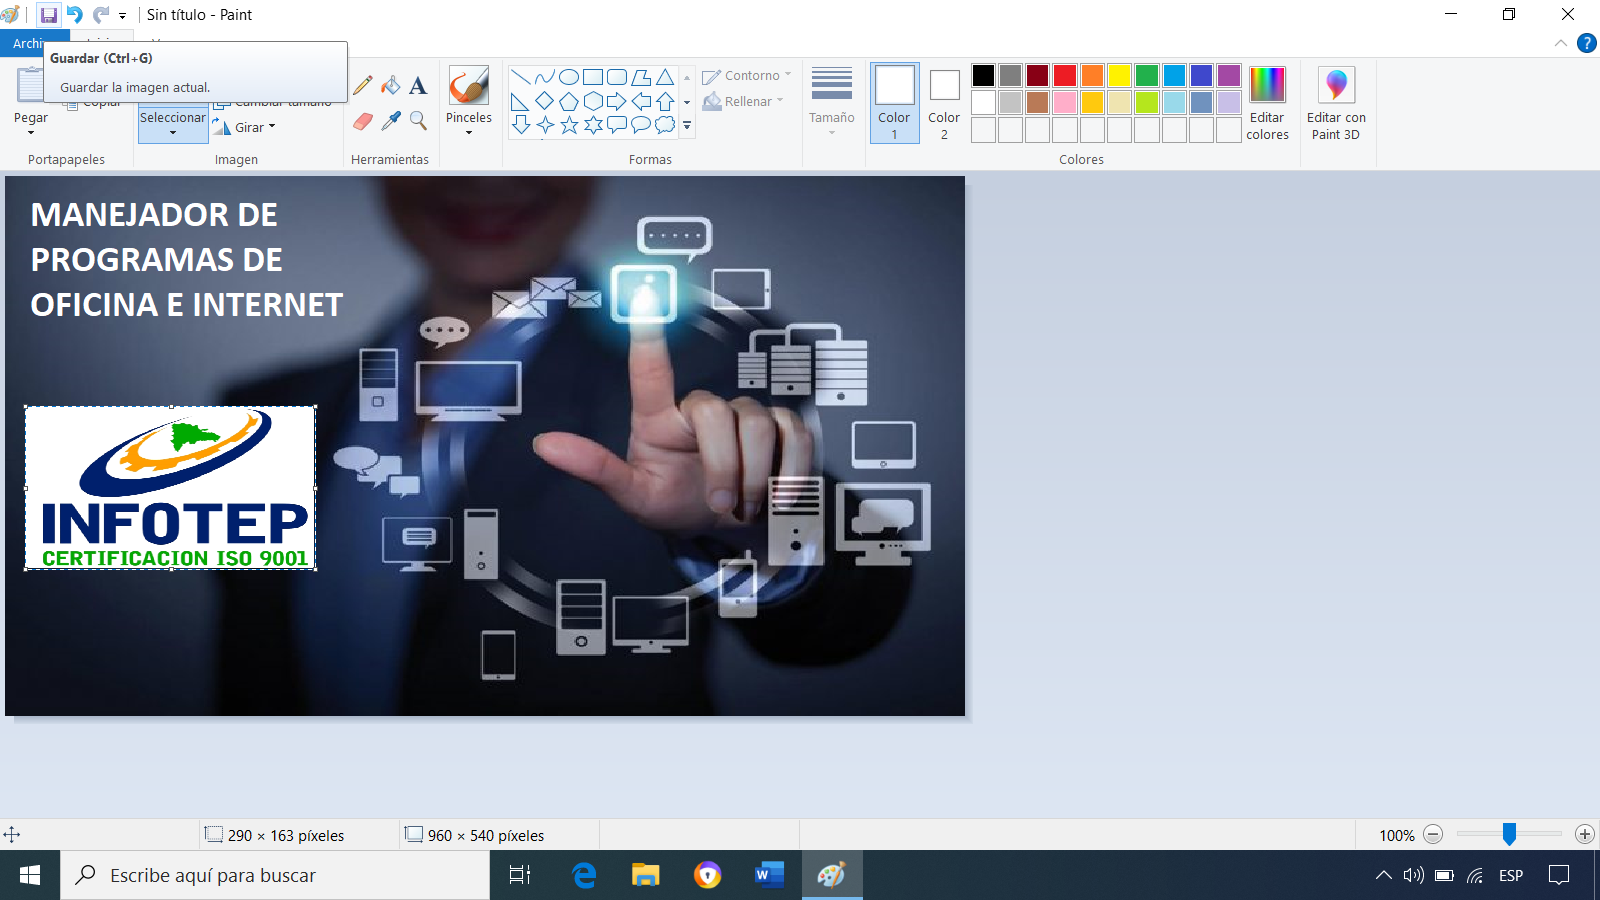 Sin título - Paint
Archi
Guardar (Ctrl+G)
Guardar la imagen actual.
Pegar
Copiar
Portapapeles
Seleccionar
Cambiar tamaño
Girar
Imagen
Herramientas
Pinceles
Contorno
Rellenar
Formas
Tamaño
Color
1
Color
2
Editar
colores
Colores
Editar con
Paint 3D
MANEJADOR DE
PROGRAMAS DE
OFICINA E INTERNET
INFOTEP
CERTIFICACION ISO 9001
290 × 163 píxeles
960 × 540 píxeles
100%
Escribe aquí para buscar
ESP